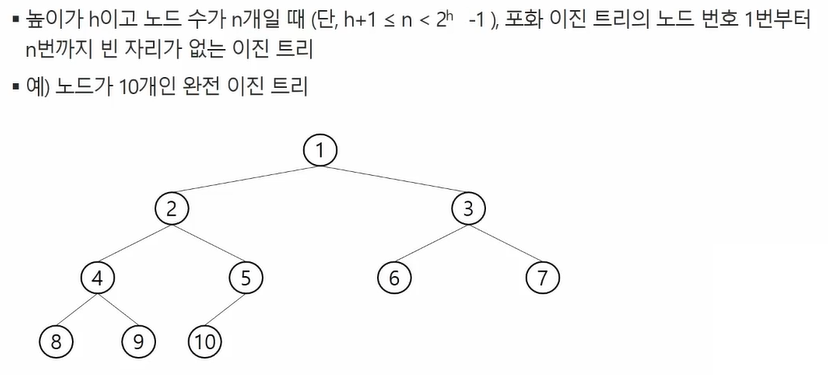 ▪ 높이가 h이고 노드 수가 n개일 때 (단, h+1 ≤ n < 2ʰ -1 ), 포화 이진 트리의 노드 번호 1번부터
n번까지 빈 자리가 없는 이진 트리
▪ 예) 노드가 10개인 완전 이진 트리
1
2 3
4 5 6 7
8 9 10